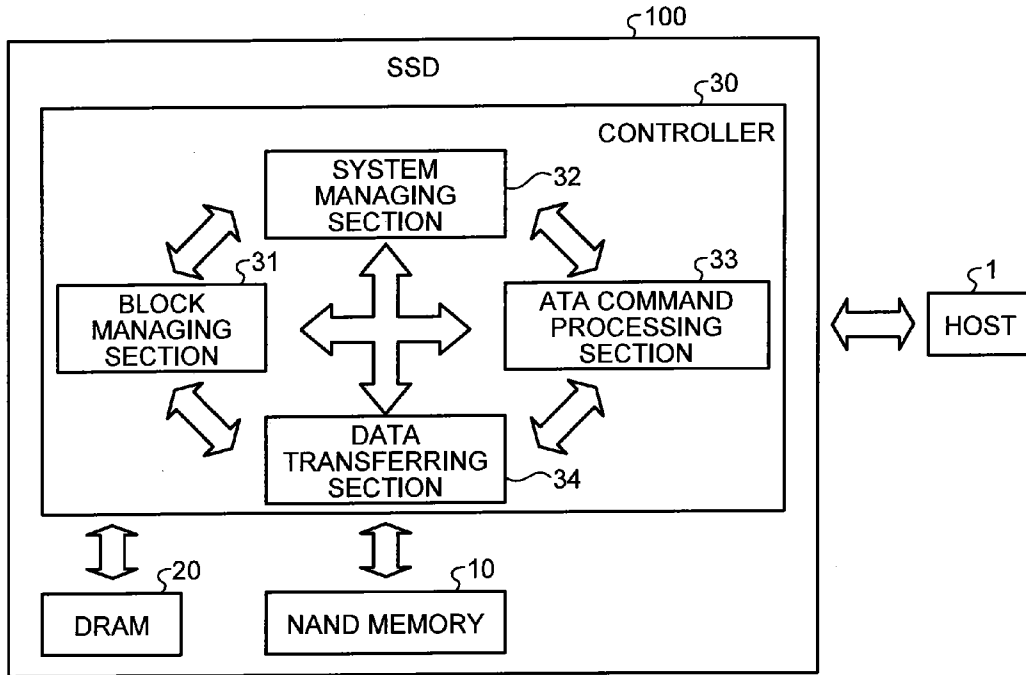 100
SSD
30
CONTROLLER
SYSTEM
MANAGING
SECTION
32
31
BLOCK
MANAGING
SECTION
33
ATA COMMAND
PROCESSING
SECTION
1
HOST
DATA
TRANSFERRING
SECTION
34
20
DRAM
10
NAND MEMORY